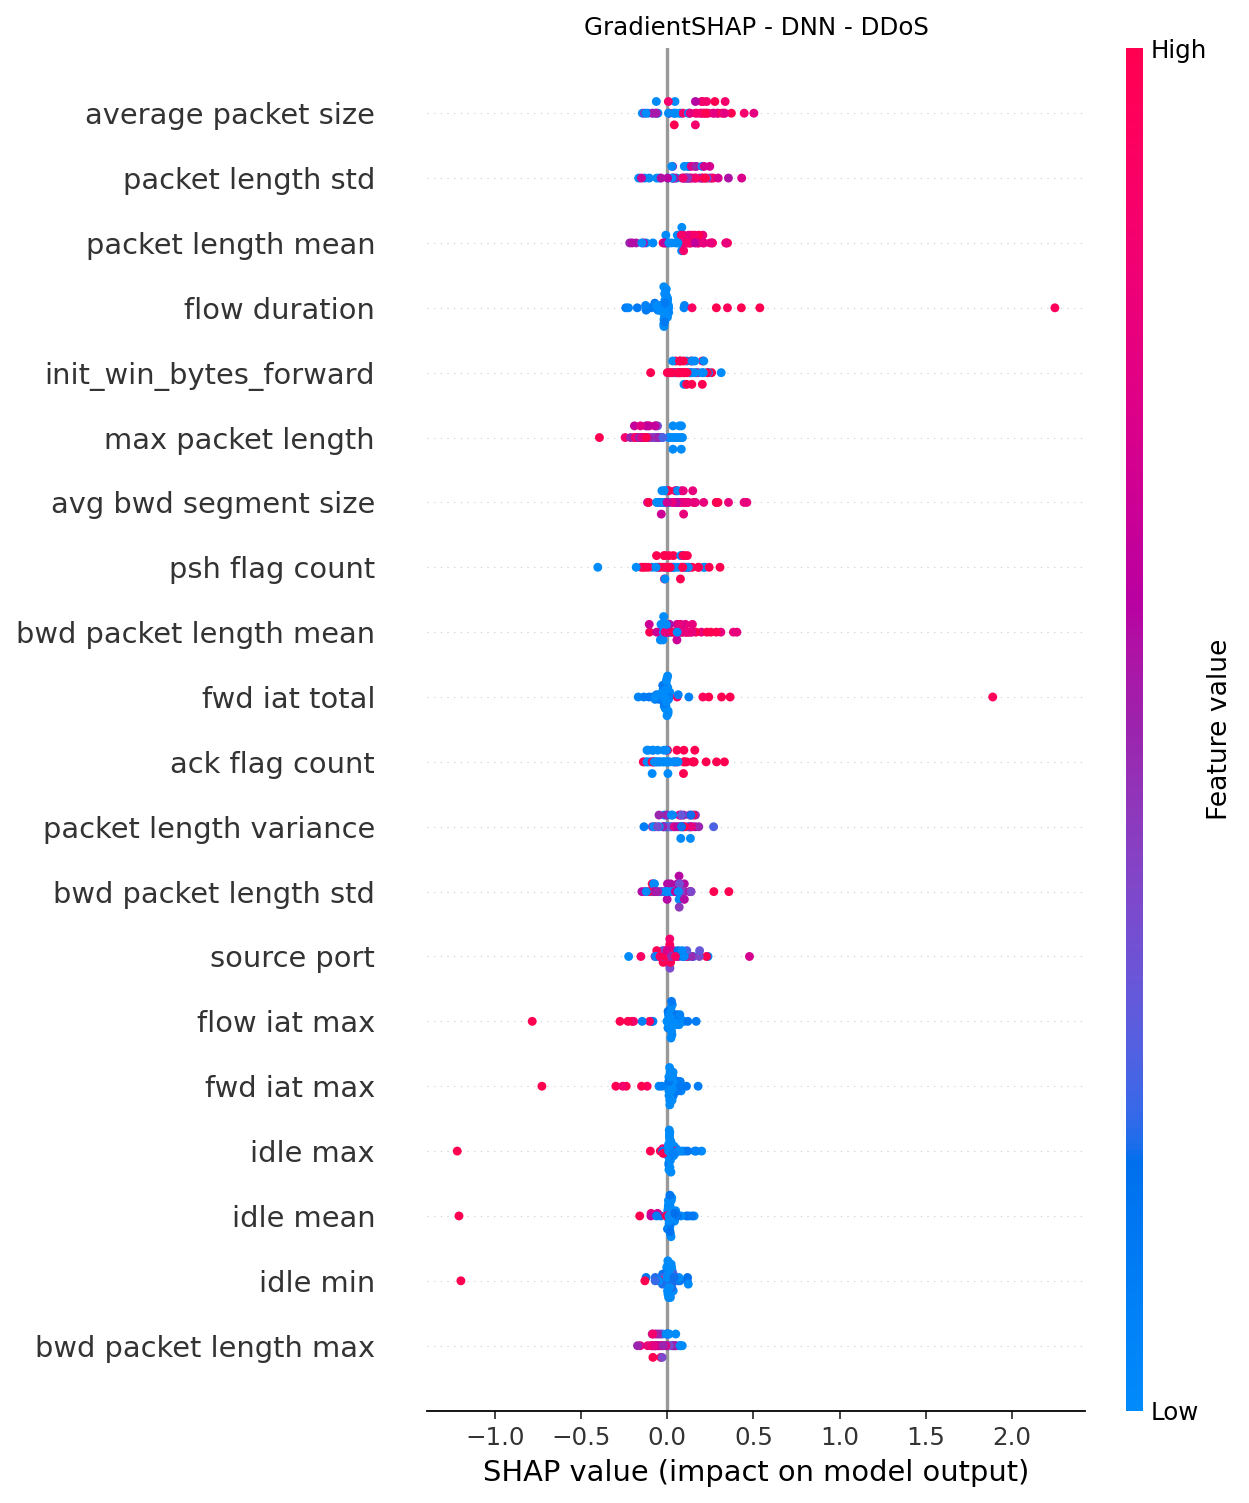 GradientSHAP - DNN - DDoS
High
average packet size
packet length std
packet length mean
flow duration
init_win_bytes_forward
max packet length
avg bwd segment size
psh flag count
bwd packet length mean
fwd iat total
ack flag count
packet length variance
bwd packet length std
source port
flow iat max
fwd iat max
idle max
idle mean
idle min
bwd packet length max
Feature value
Low
−1.0 −0.5 0.0 0.5 1.0 1.5 2.0
SHAP value (impact on model output)